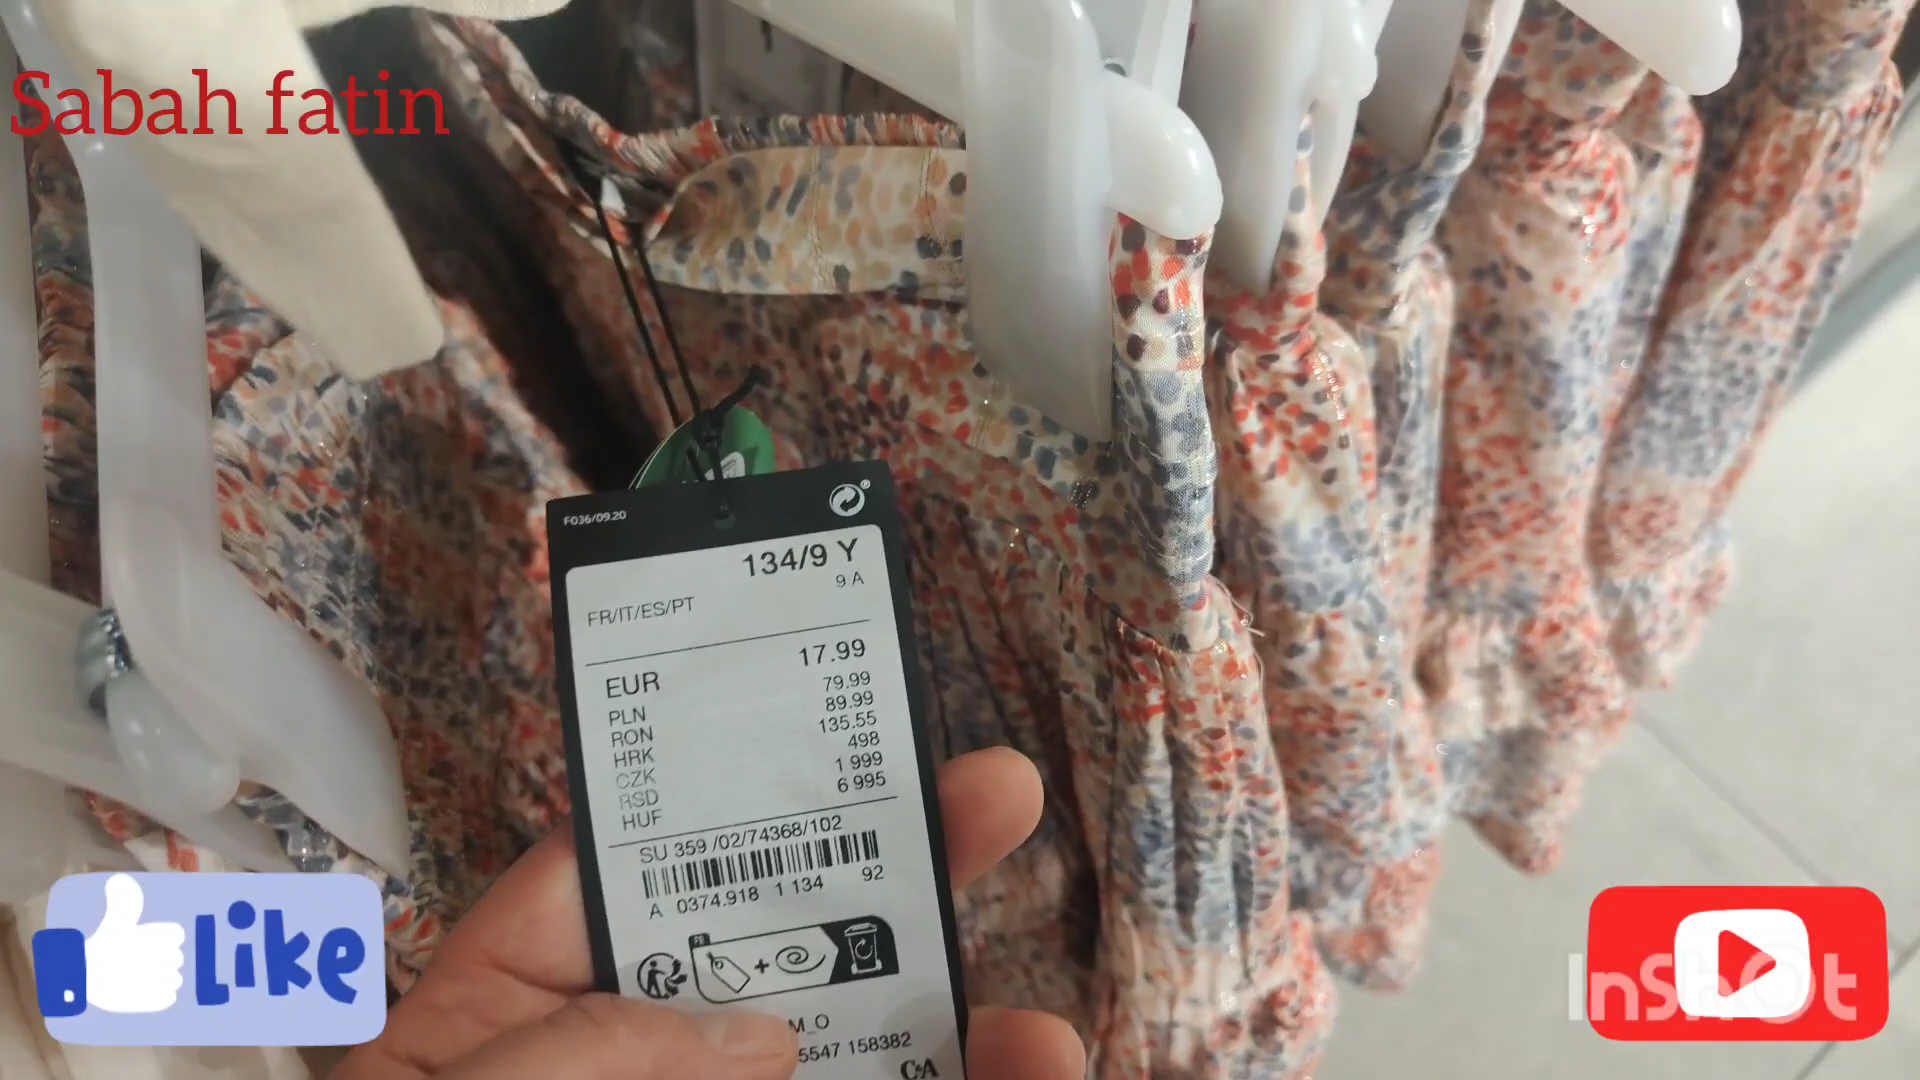 Sabah fatin
F036/09.20
134/9 Y
9 A
FR/IT/ES/PT
EUR 17.99
PLN 79.99
RON 89.99
HRK 135.55
CZK 498
RSD 1 999
HUF 6 995
SU 359 /02/74368/102
A 0374.918 1 134 92
FR
M_O
5547 158382
C&A
Like
InShOt